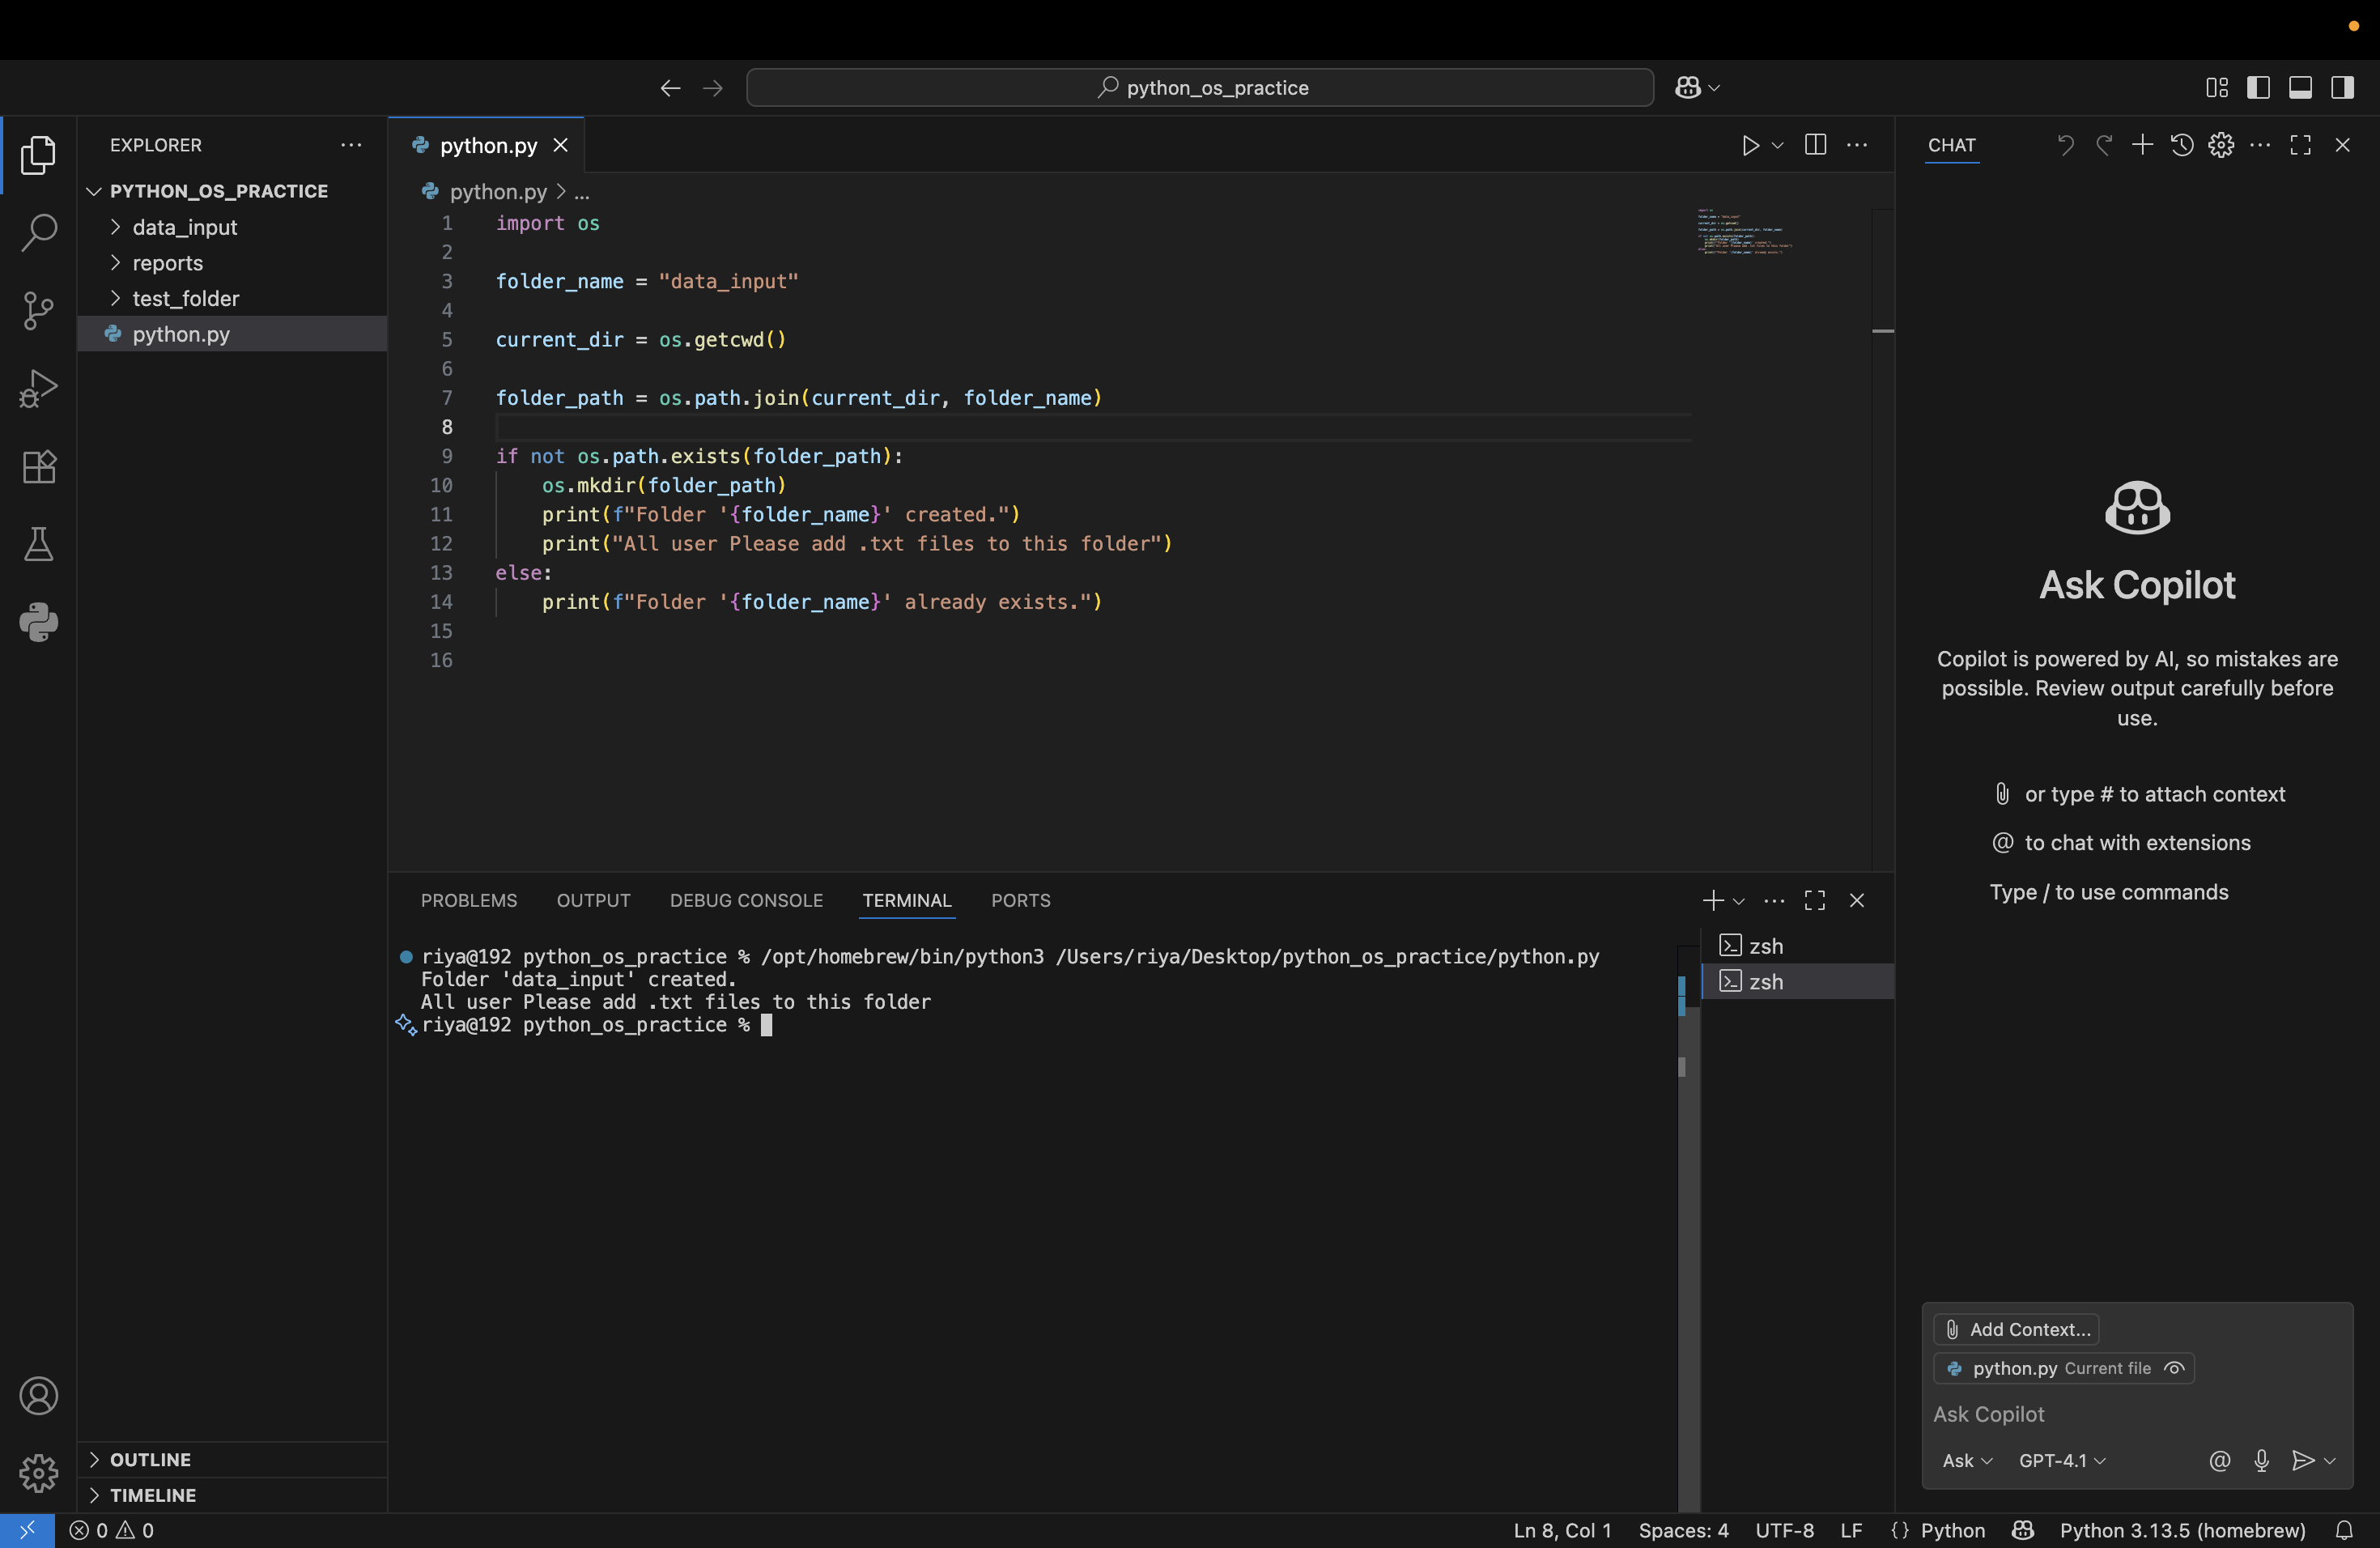 python_os_practice
EXPLORER
PYTHON_OS_PRACTICE
data_input
reports
test_folder
python.py
OUTLINE
TIMELINE
python.py
python.py > ...
1 import os
2
3 folder_name = "data_input"
4
5 current_dir = os.getcwd()
6
7 folder_path = os.path.join(current_dir, folder_name)
8
9 if not os.path.exists(folder_path):
10     os.mkdir(folder_path)
11     print(f"Folder '{folder_name}' created.")
12     print("All user Please add .txt files to this folder")
13 else:
14     print(f"Folder '{folder_name}' already exists.")
15
16
PROBLEMS OUTPUT DEBUG CONSOLE TERMINAL PORTS
riya@192 python_os_practice % /opt/homebrew/bin/python3 /Users/riya/Desktop/python_os_practice/python.py
Folder 'data_input' created.
All user Please add .txt files to this folder
riya@192 python_os_practice %
zsh
zsh
CHAT
Ask Copilot
Copilot is powered by AI, so mistakes are
possible. Review output carefully before
use.
or type # to attach context
@ to chat with extensions
Type / to use commands
Add Context...
python.py Current file
Ask Copilot
Ask GPT-4.1 @
0 0
Ln 8, Col 1 Spaces: 4 UTF-8 LF {} Python Python 3.13.5 (homebrew)